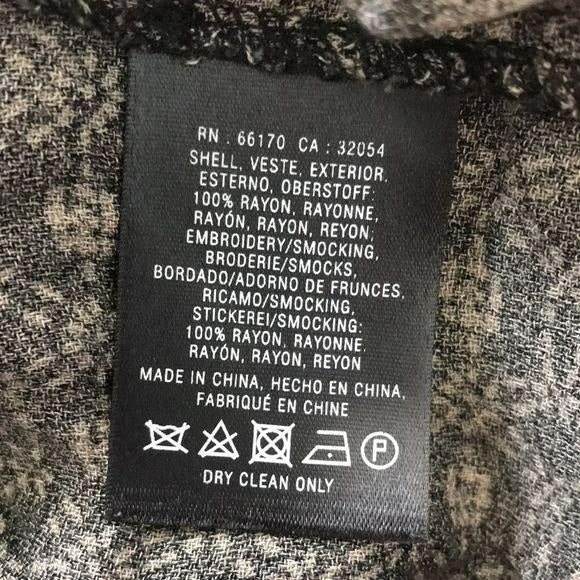 RN . 66170 CA : 32054
SHELL, VESTE, EXTERIOR,
ESTERNO, OBERSTOFF:
100% RAYON, RAYONNE,
RAYÓN, RAYON, REYON;
EMBROIDERY/SMOCKING,
BRODERIE/SMOCKS,
BORDADO/ADORNO DE FRUNCES,
RICAMO/SMOCKING,
STICKEREI/SMOCKING:
100% RAYON, RAYONNE,
RAYÓN, RAYON, REYON
MADE IN CHINA, HECHO EN CHINA,
FABRIQUÉ EN CHINE
P
DRY CLEAN ONLY